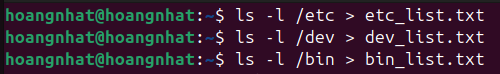 hoangnhat@hoangnhat:~$ ls -l /etc > etc_list.txt
hoangnhat@hoangnhat:~$ ls -l /dev > dev_list.txt
hoangnhat@hoangnhat:~$ ls -l /bin > bin_list.txt